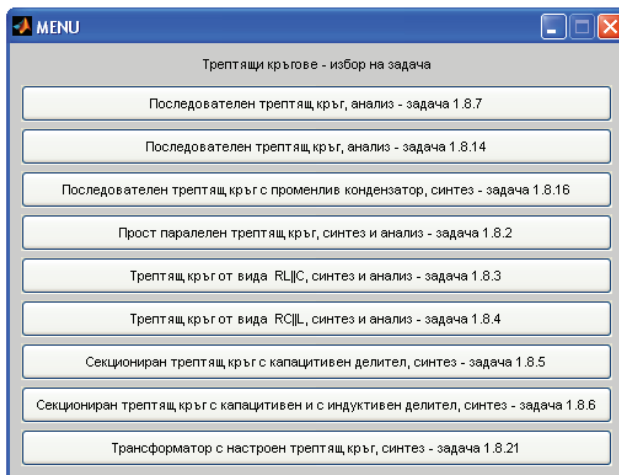 MENU
Трептящи кръгове - избор на задача
Последователен трептящ кръг, анализ - задача 1.8.7
Последователен трептящ кръг, анализ - задача 1.8.14
Последователен трептящ кръг с променлив кондензатор, синтез - задача 1.8.16
Прост паралелен трептящ кръг, синтез и анализ - задача 1.8.2
Трептящ кръг от вида RL||C, синтез и анализ - задача 1.8.3
Трептящ кръг от вида RC||L, синтез и анализ - задача 1.8.4
Секциониран трептящ кръг с капацитивен делител, синтез - задача 1.8.5
Секциониран трептящ кръг с капацитивен и с индуктивен делител, синтез - задача 1.8.6
Трансформатор с настроен трептящ кръг, синтез - задача 1.8.21